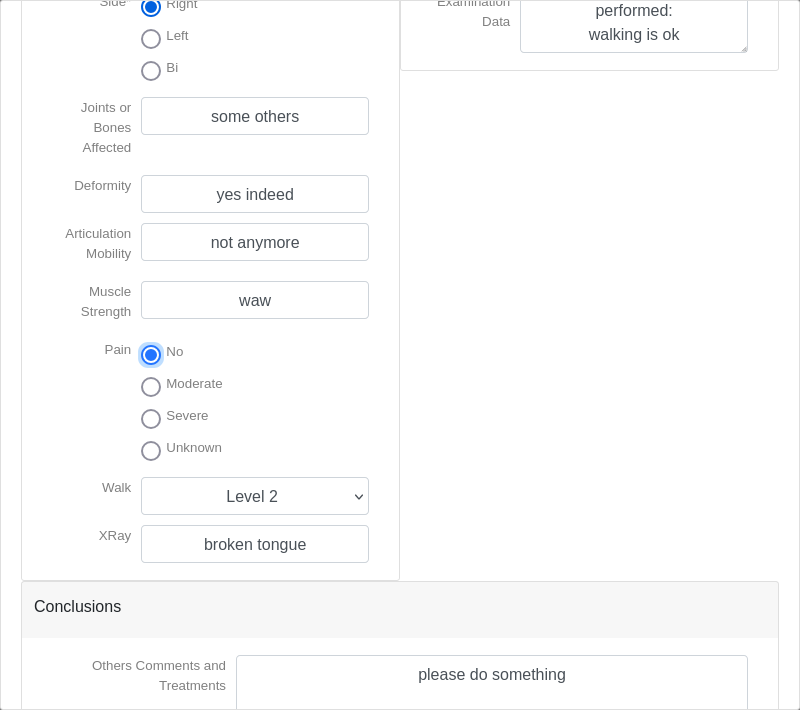 Side*
Right
Left
Bi
Joints or
Bones
Affected
some others
Deformity
yes indeed
Articulation
Mobility
not anymore
Muscle
Strength
waw
Pain
No
Moderate
Severe
Unknown
Walk
Level 2
XRay
broken tongue
Examination
Data
performed:
walking is ok
Conclusions
Others Comments and
Treatments
please do something